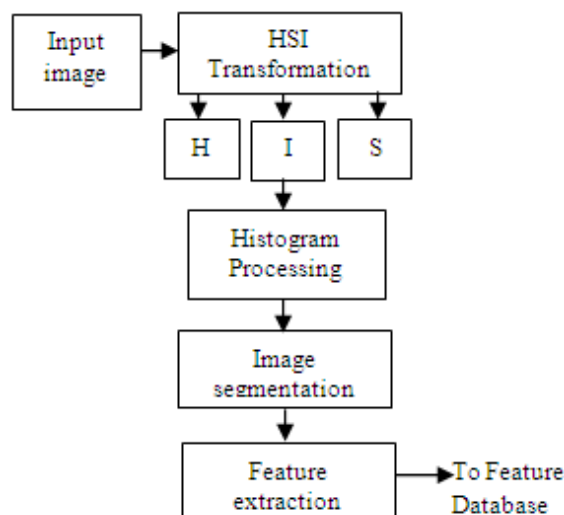 Input
image
HSI
Transformation
H
I
S
Histogram
Processing
Image
segmentation
Feature
extraction
To Feature
Database